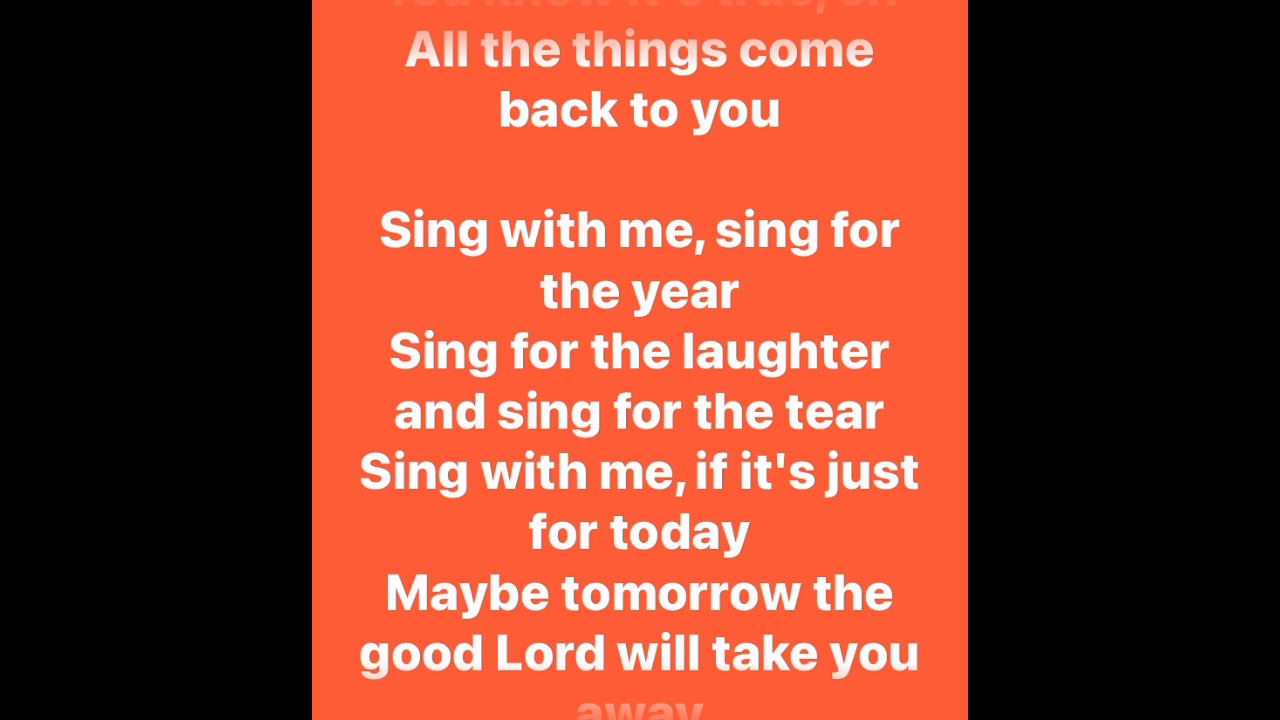 All the things come
back to you
Sing with me, sing for
the year
Sing for the laughter
and sing for the tear
Sing with me, if it's just
for today
Maybe tomorrow the
good Lord will take you
away